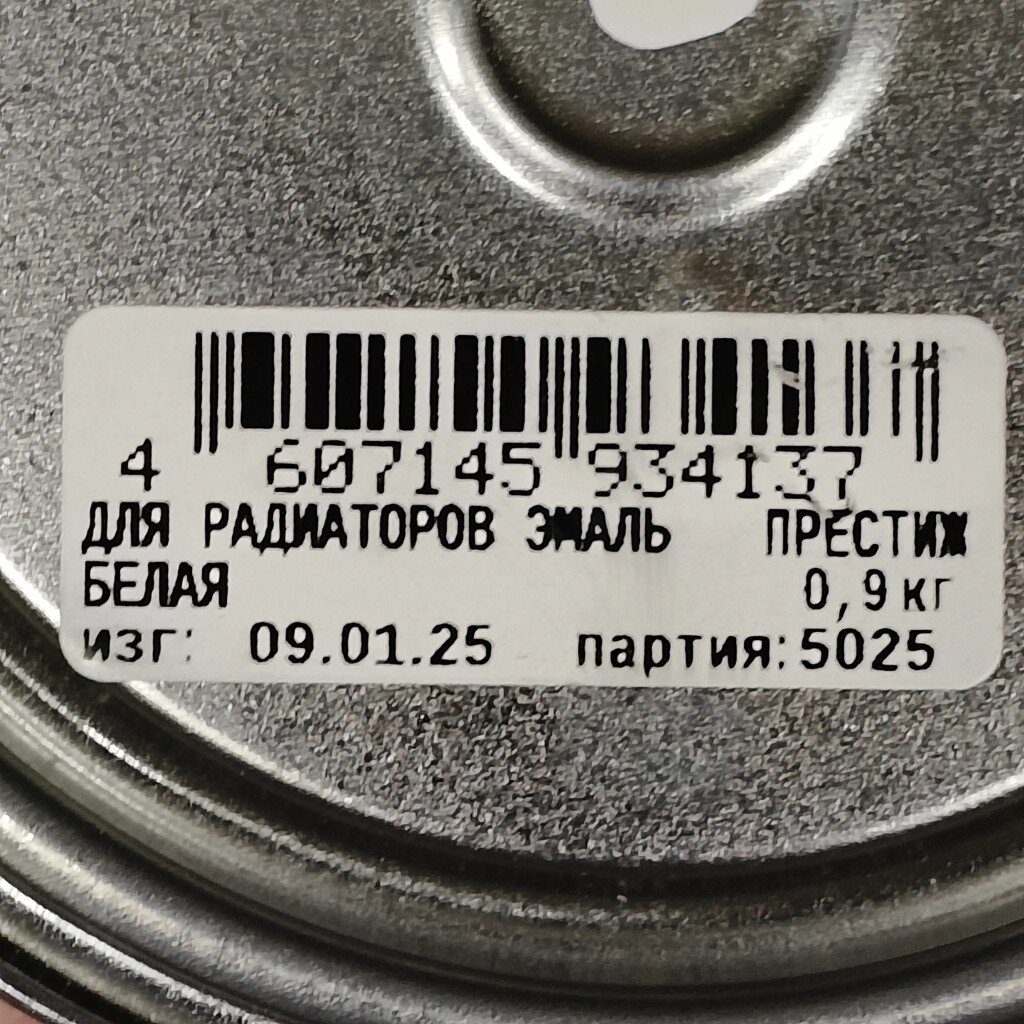 4 607145 934137
ДЛЯ РАДИАТОРОВ ЭМАЛЬ ПРЕСТИЖ
БЕЛАЯ 0,9кг
изг: 09.01.25 партия:5025